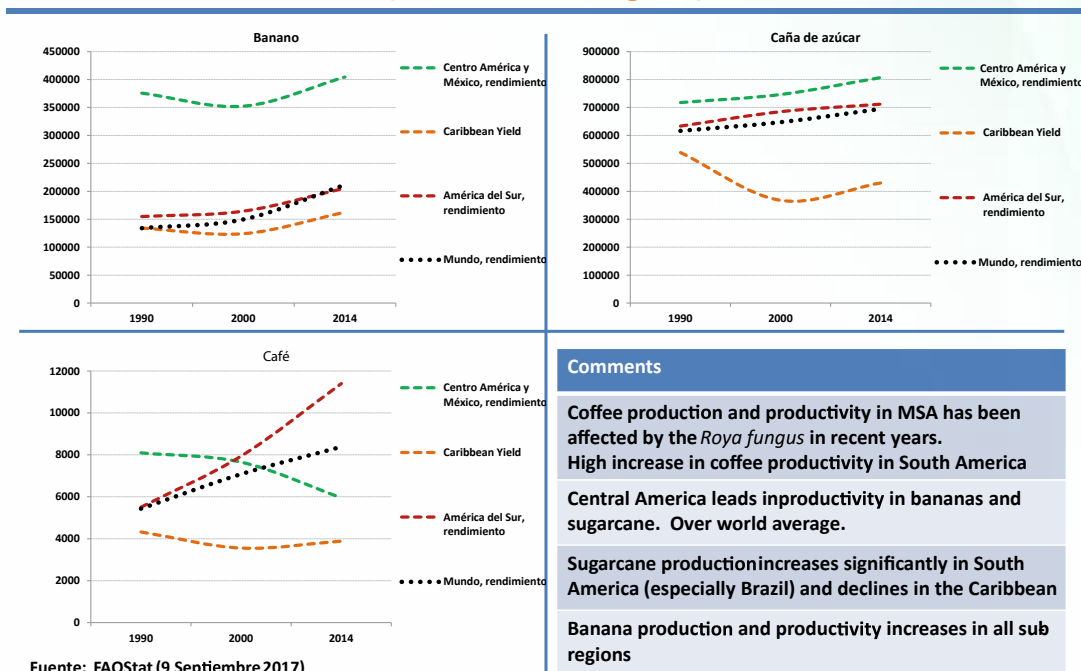 Banano
450000
400000
350000
300000
250000
200000
150000
100000
50000
0
1990 2000 2014
Centro América y
México, rendimiento
Caribbean Yield
América del Sur,
rendimiento
Mundo, rendimiento
Caña de azúcar
900000
800000
700000
600000
500000
400000
300000
200000
100000
0
1990 2000 2014
Centro América y
México, rendimiento
Caribbean Yield
América del Sur,
rendimiento
Mundo, rendimiento
Café
12000
10000
8000
6000
4000
2000
0
1990 2000 2014
Centro América y
México, rendimiento
Caribbean Yield
América del Sur,
rendimiento
Mundo, rendimiento
Comments
Coffee production and productivity in MSA has been
affected by the Roya fungus in recent years.
High increase in coffee productivity in South America
Central America leads inproductivity in bananas and
sugarcane. Over world average.
Sugarcane productionincreases significantly in South
America (especially Brazil) and declines in the Caribbean
Banana production and productivity increases in all sub
regions
Fuente: FAOStat (9 Septiembre 2017)